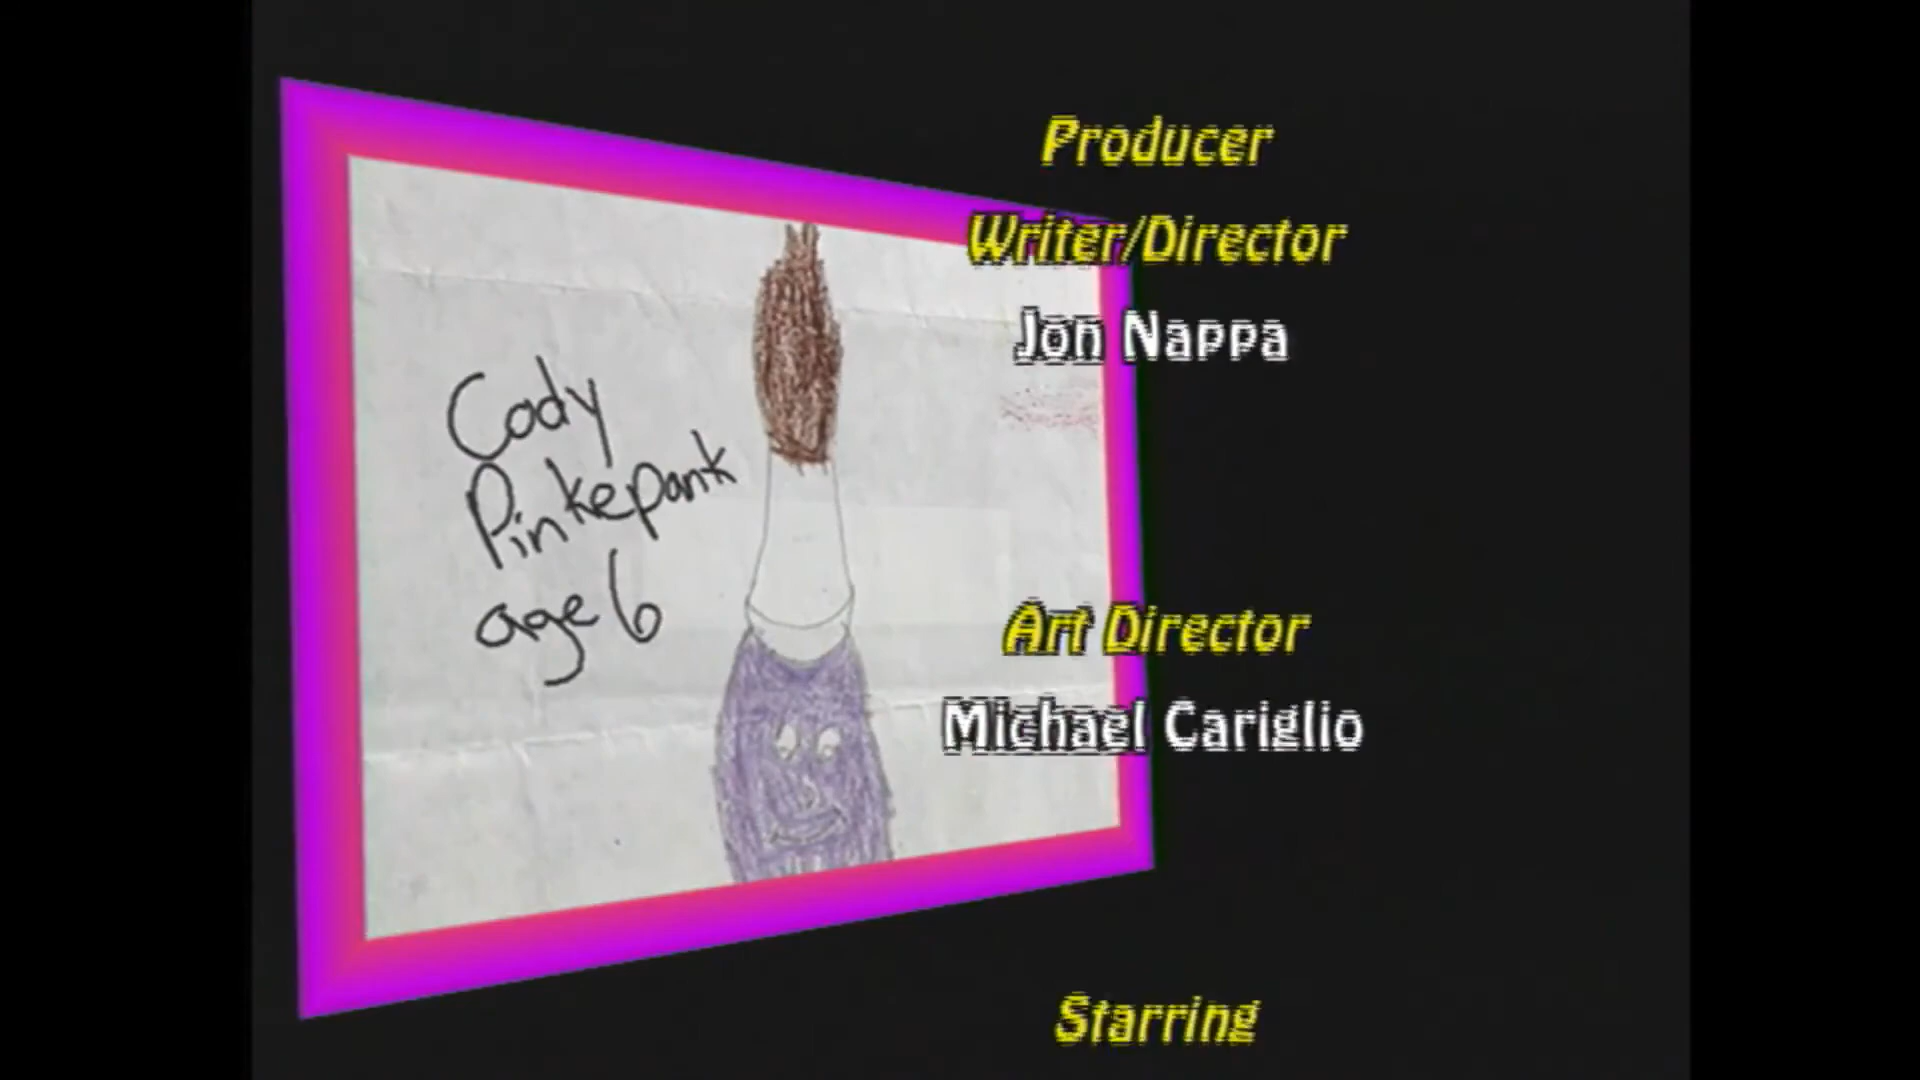 Cody
Pinkepank
age 6
Producer
Writer/Director
Jon Nappa
Art Director
Michael Cariglio
Starring